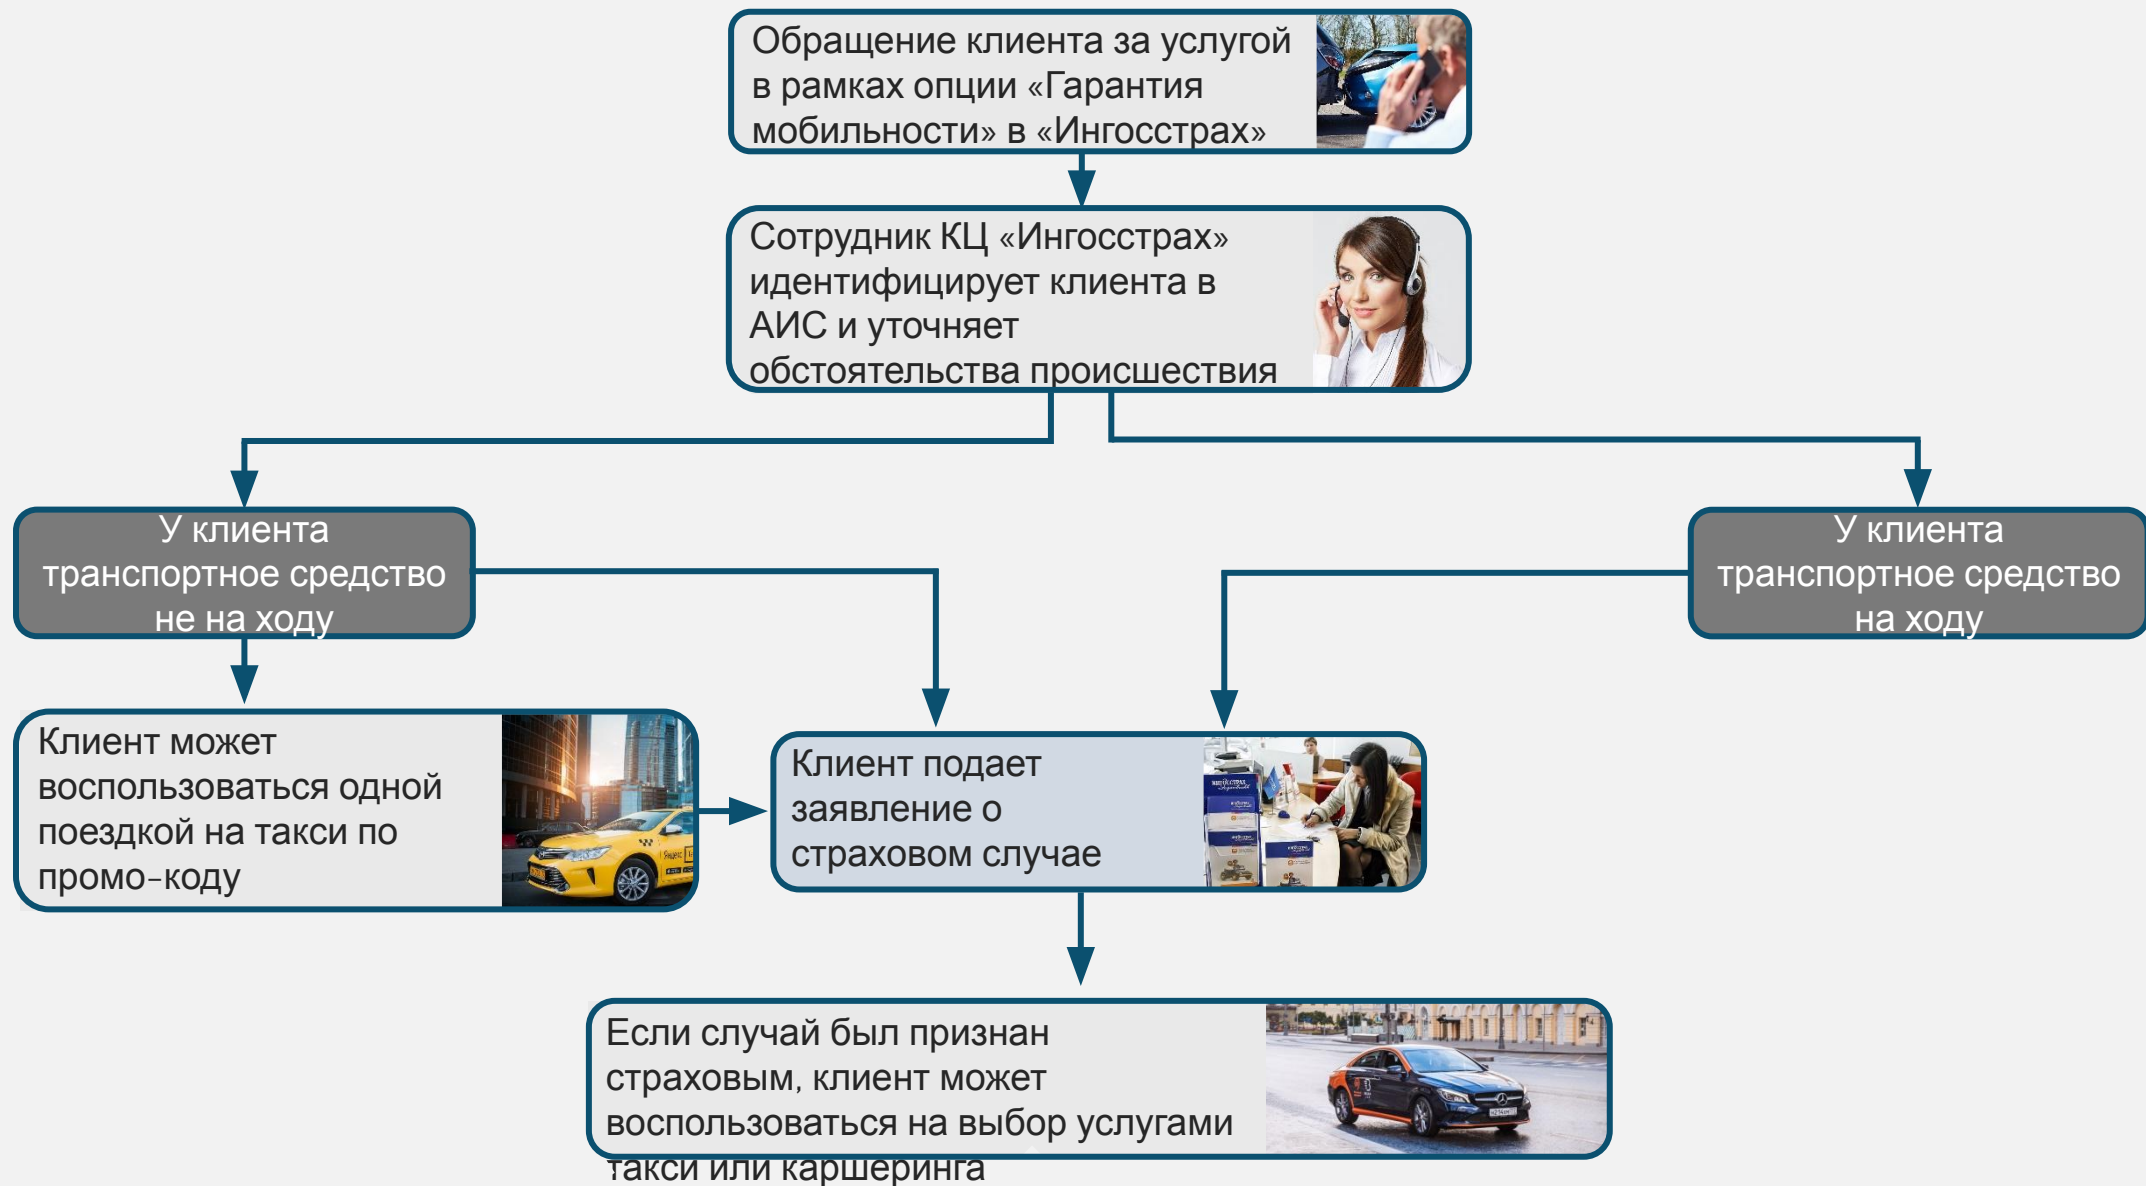 Обращение клиента за услугой
в рамках опции «Гарантия
мобильности» в «Ингосстрах»
Сотрудник КЦ «Ингосстрах»
идентифицирует клиента в
АИС и уточняет
обстоятельства происшествия
У клиента
транспортное средство
не на ходу
У клиента
транспортное средство
на ходу
Клиент может
воспользоваться одной
поездкой на такси по
промо-коду
Клиент подает
заявление о
страховом случае
Если случай был признан
страховым, клиент может
воспользоваться на выбор услугами
такси или каршеринга